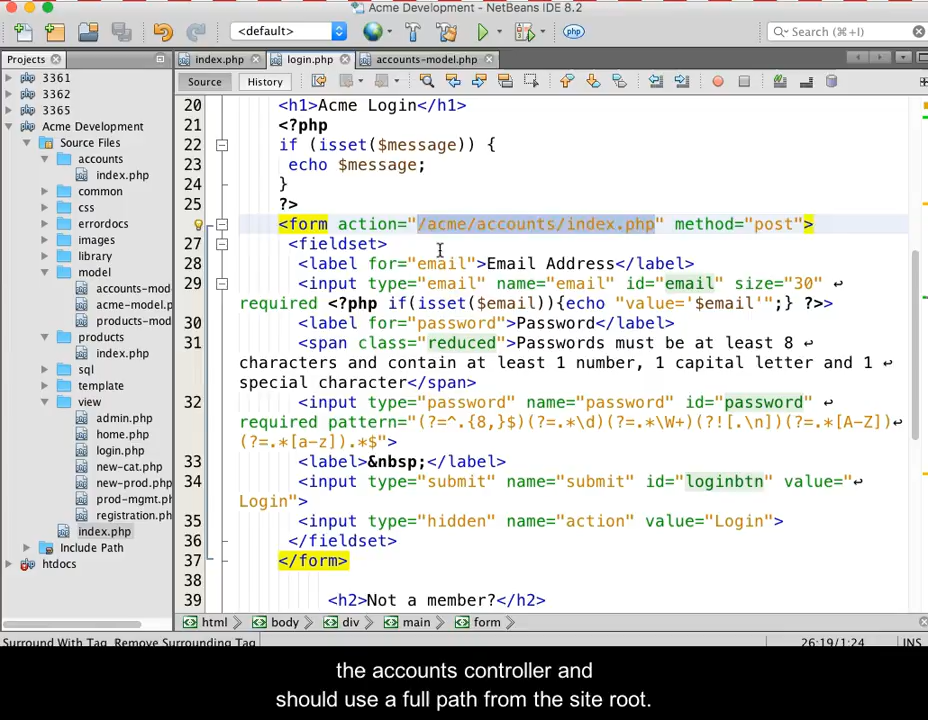 Acme Development - NetBeans IDE 8.2
<default>
php
Search (⌘+I)
Projects
index.php
login.php
accounts-model.php
Source
History
3361
3362
3365
Acme Development
Source Files
accounts
index.php
common
css
errordocs
images
library
model
accounts-mod
acme-model.p
products-mod
products
index.php
sql
template
view
admin.php
home.php
login.php
new-cat.php
new-prod.php
prod-mgmt.ph
registration.ph
index.php
Include Path
htdocs
20 <h1>Acme Login</h1>
21 <?php
22 if (isset($message)) {
23 echo $message;
24 }
25 ?>
<form action="/acme/accounts/index.php" method="post">
27 <fieldset>
28 <label for="email">Email Address</label>
29 <input type="email" name="email" id="email" size="30" ↩
required <?php if(isset($email)){echo "value='$email'";} ?>>
30 <label for="password">Password</label>
31 <span class="reduced">Passwords must be at least 8 ↩
characters and contain at least 1 number, 1 capital letter and 1 ↩
special character</span>
32 <input type="password" name="password" id="password" ↩
required pattern="(?=^.{8,}$)(?=.*\d)(?=.*\W+)(?![.\n])(?=.*[A-Z])↩
(?=.*[a-z]).*$">
33 <label>&nbsp;</label>
34 <input type="submit" name="submit" id="loginbtn" value="↩
Login">
35 <input type="hidden" name="action" value="Login">
36 </fieldset>
37 </form>
38
39 <h2>Not a member?</h2>
html
body
div
main
form
Surround With Tag, Remove Surrounding Tag
26:19/1:24
INS
the accounts controller and
should use a full path from the site root.